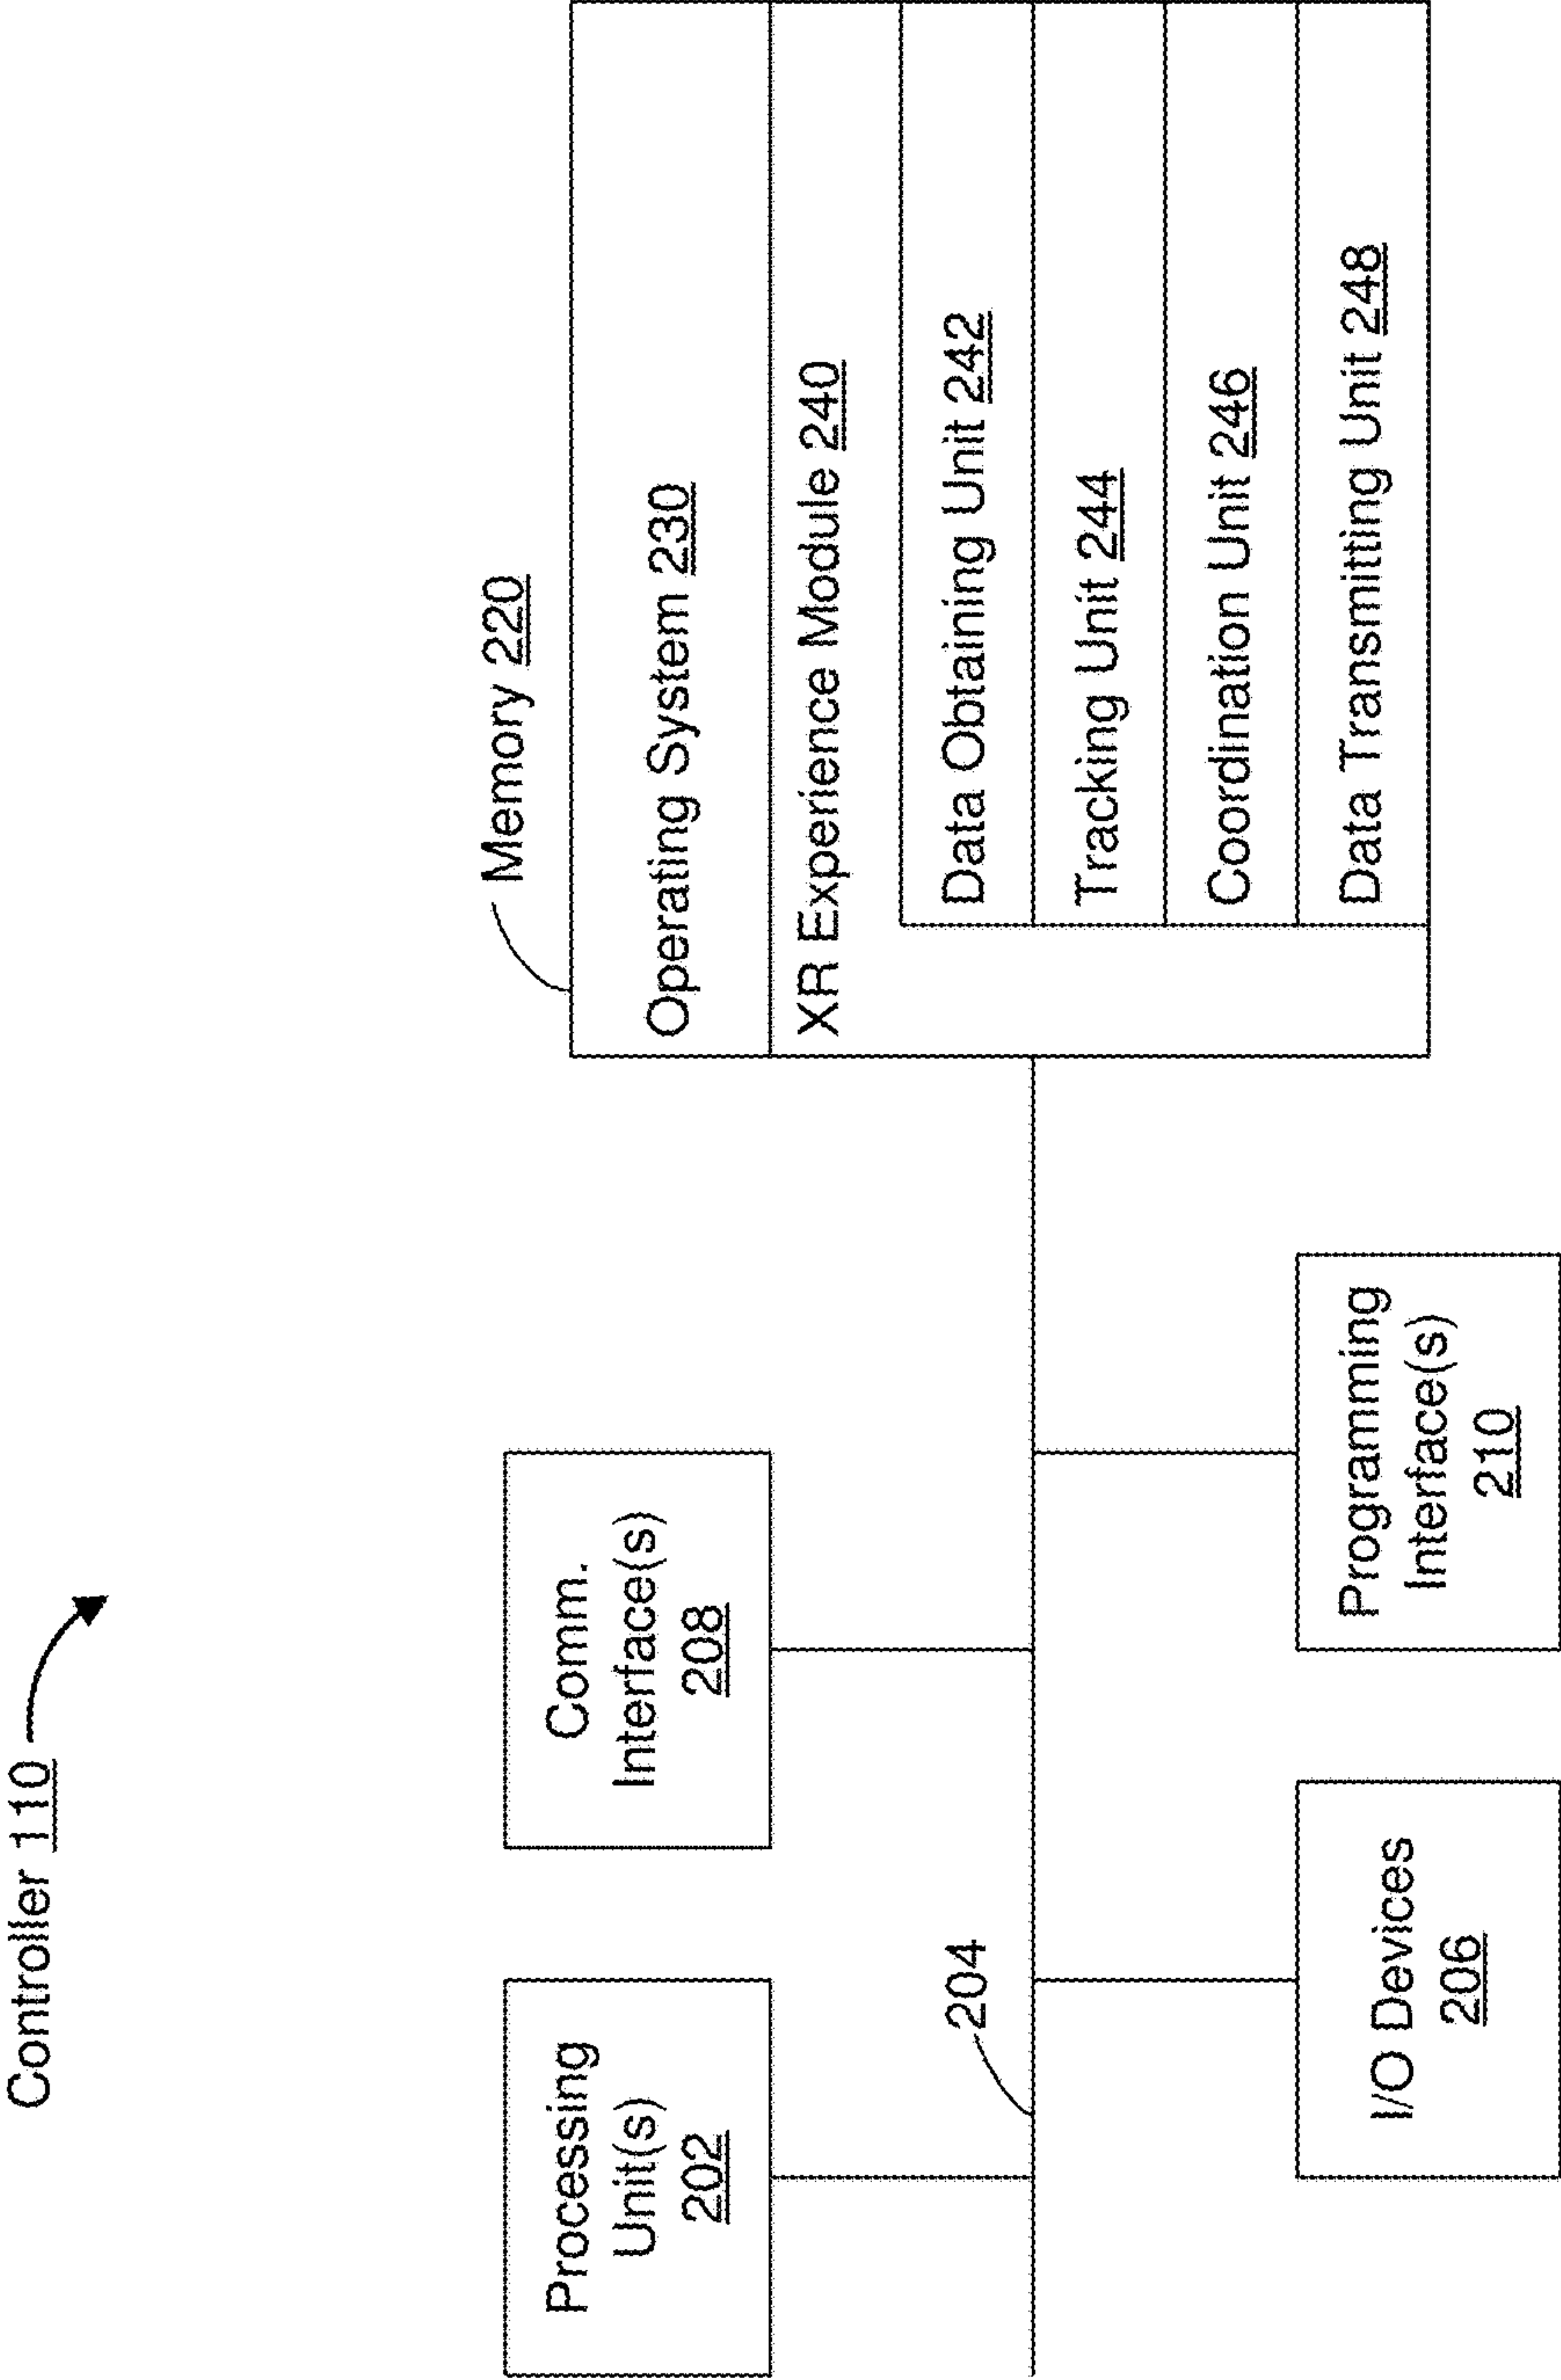 Controller 110
Processing
Unit(s)
202
Comm.
Interface(s)
208
Memory 220
Operating System 230
XR Experience Module 240
Data Obtaining Unit 242
Tracking Unit 244
Coordination Unit 246
Data Transmitting Unit 248
204
I/O Devices
206
Programming
Interface(s)
210